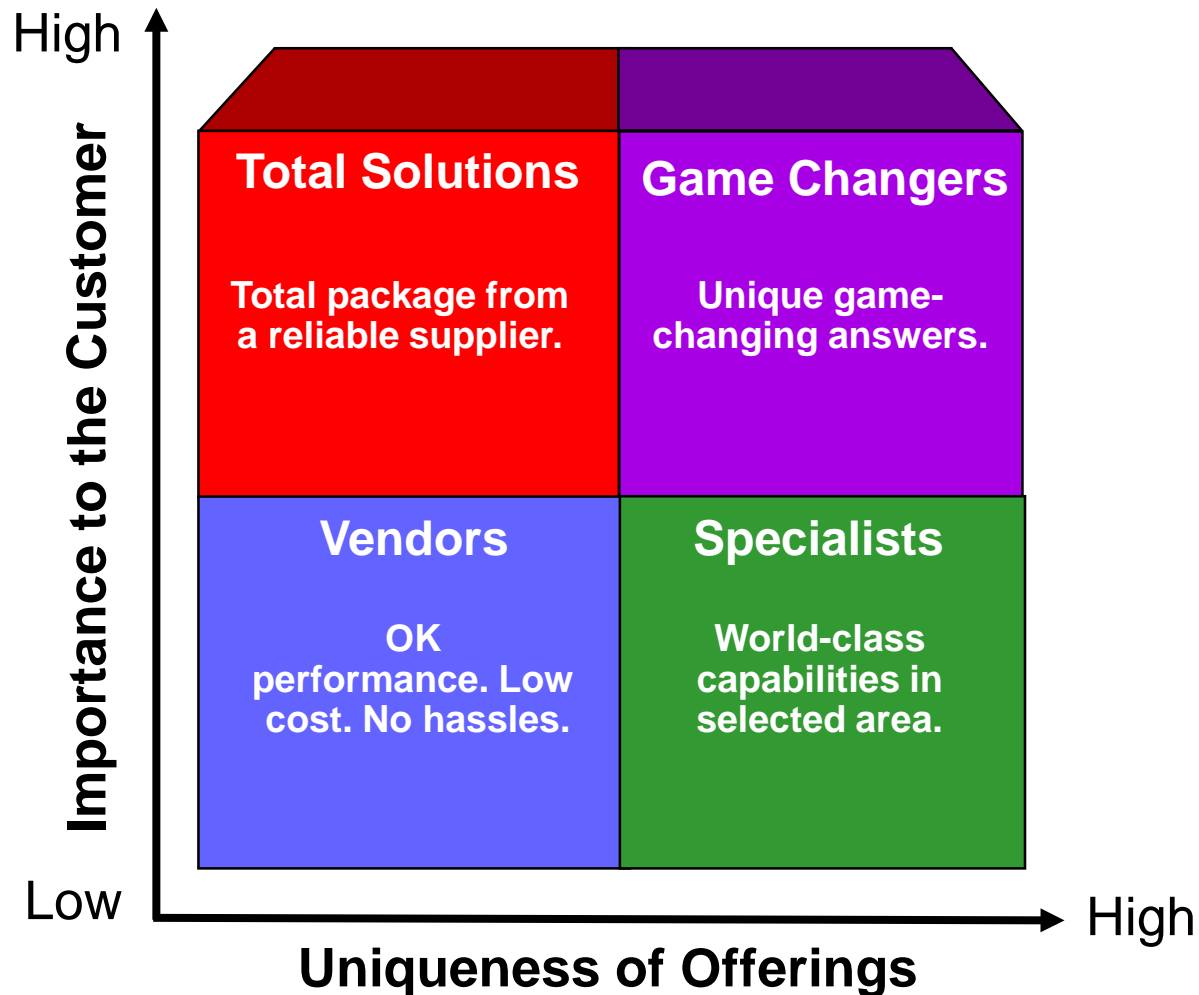 High
Importance to the Customer
Total Solutions
Total package from
a reliable supplier.
Game Changers
Unique game-
changing answers.
Vendors
OK
performance. Low
cost. No hassles.
Specialists
World-class
capabilities in
selected area.
Low
High
Uniqueness of Offerings